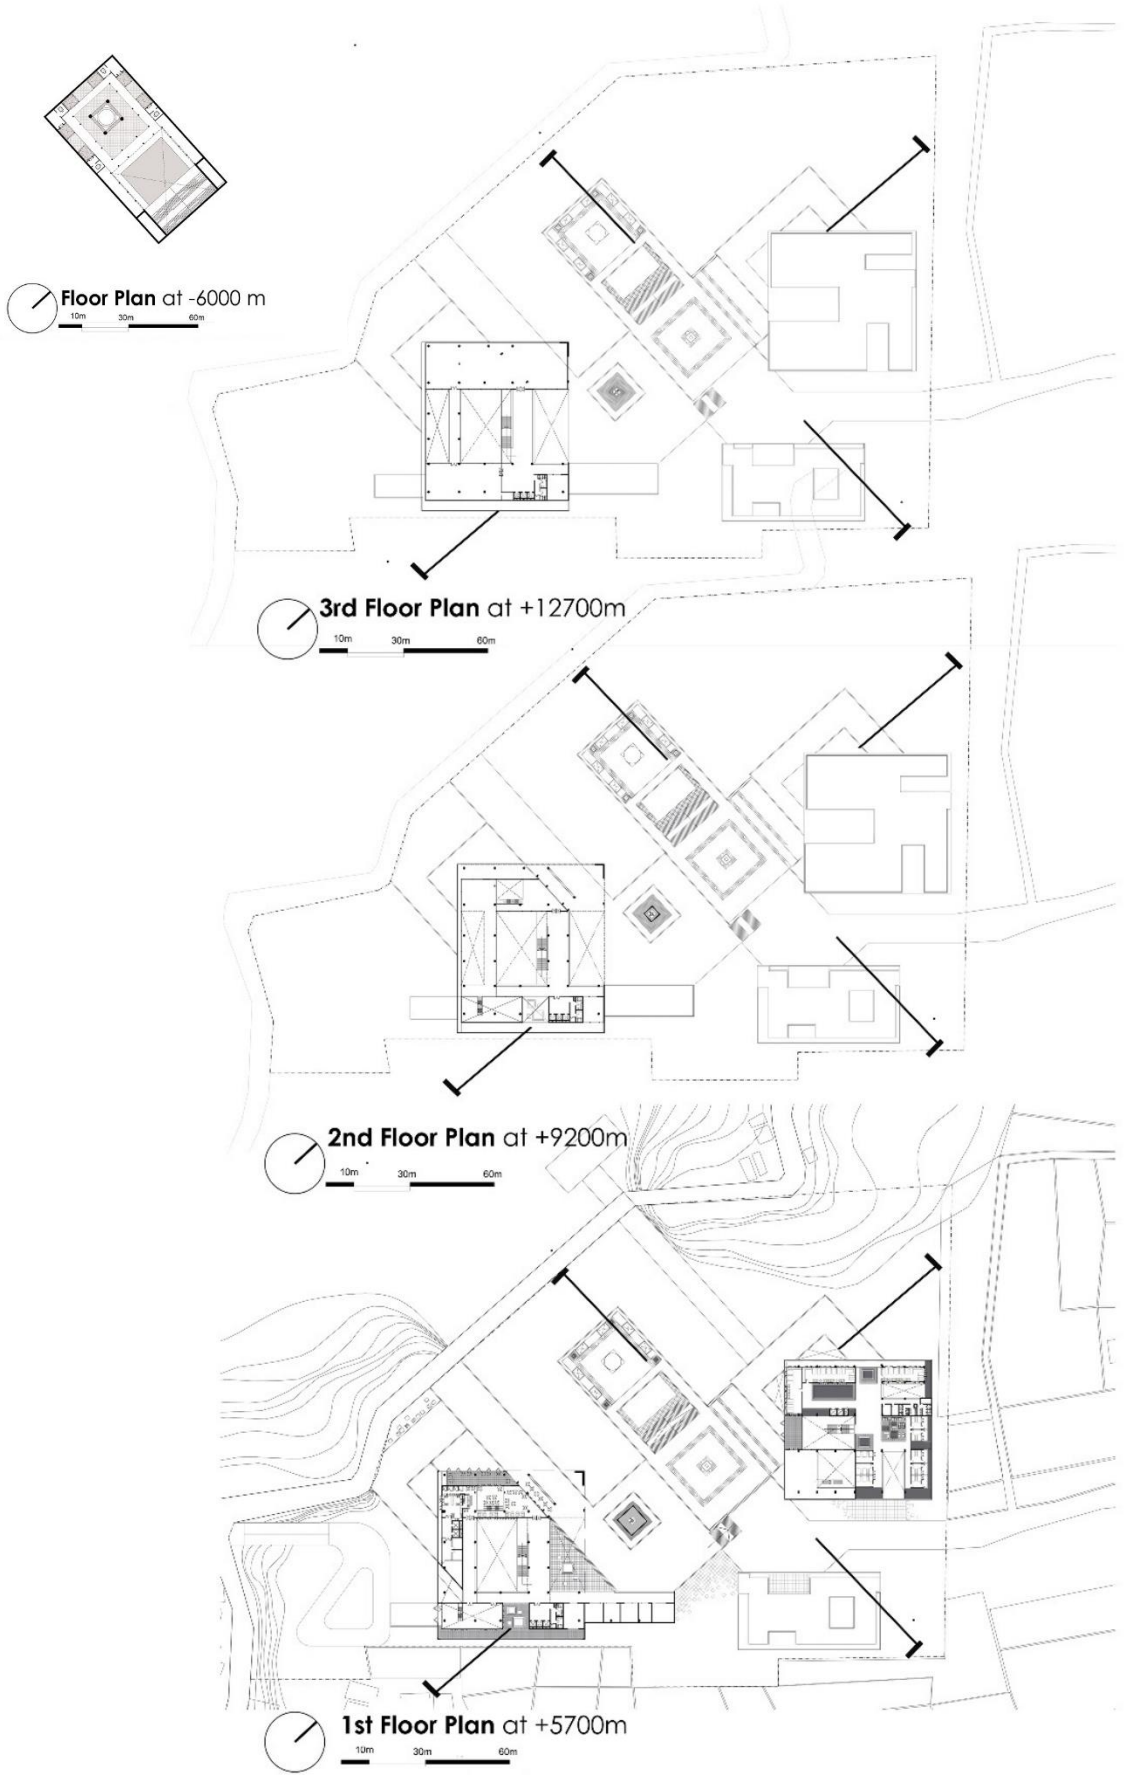 Floor Plan at -6000 m
10m 30m 60m
3rd Floor Plan at +12700m
10m 30m 60m
2nd Floor Plan at +9200m
10m 30m 60m
1st Floor Plan at +5700m
10m 30m 60m